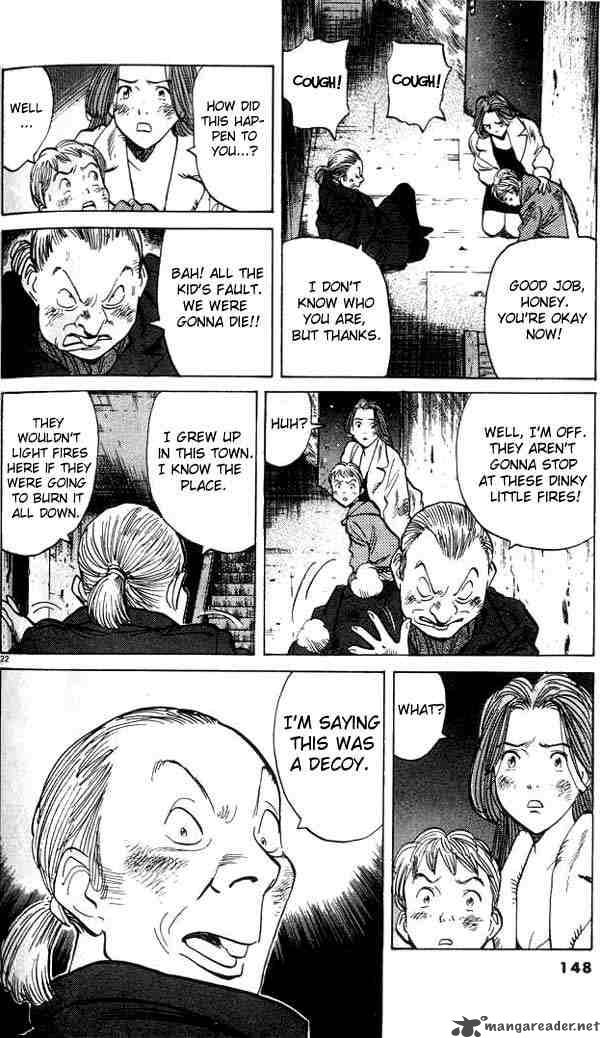 COUGH!
COUGH!
GOOD JOB,
HONEY.
YOU'RE OKAY
NOW!
I DON'T
KNOW WHO
YOU ARE,
BUT THANKS.
HOW DID
THIS HAP-
PEN TO
YOU...?
WELL
...
BAH! ALL THE
KID'S FAULT.
WE WERE
GONNA DIE!!
WELL, I'M OFF.
THEY AREN'T
GONNA STOP
AT THESE DINKY
LITTLE FIRES!
HUH?
I GREW UP
IN THIS TOWN.
I KNOW THE
PLACE.
THEY
WOULDN'T
LIGHT FIRES
HERE IF THEY
WERE GOING
TO BURN IT
ALL DOWN.
22
WHAT?
I'M SAYING
THIS WAS
A DECOY.
148
mangareader.net